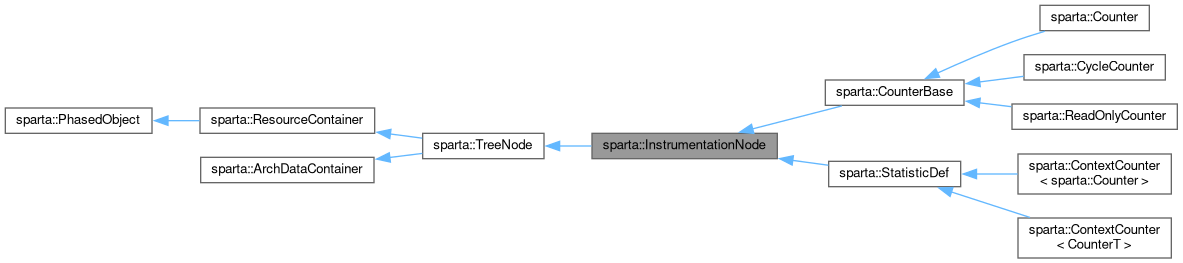 sparta::Counter
sparta::CycleCounter
sparta::CounterBase
sparta::PhasedObject
sparta::ResourceContainer
sparta::ReadOnlyCounter
sparta::TreeNode
sparta::InstrumentationNode
sparta::ArchDataContainer
sparta::StatisticDef
sparta::ContextCounter
< sparta::Counter >
sparta::ContextCounter
< CounterT >